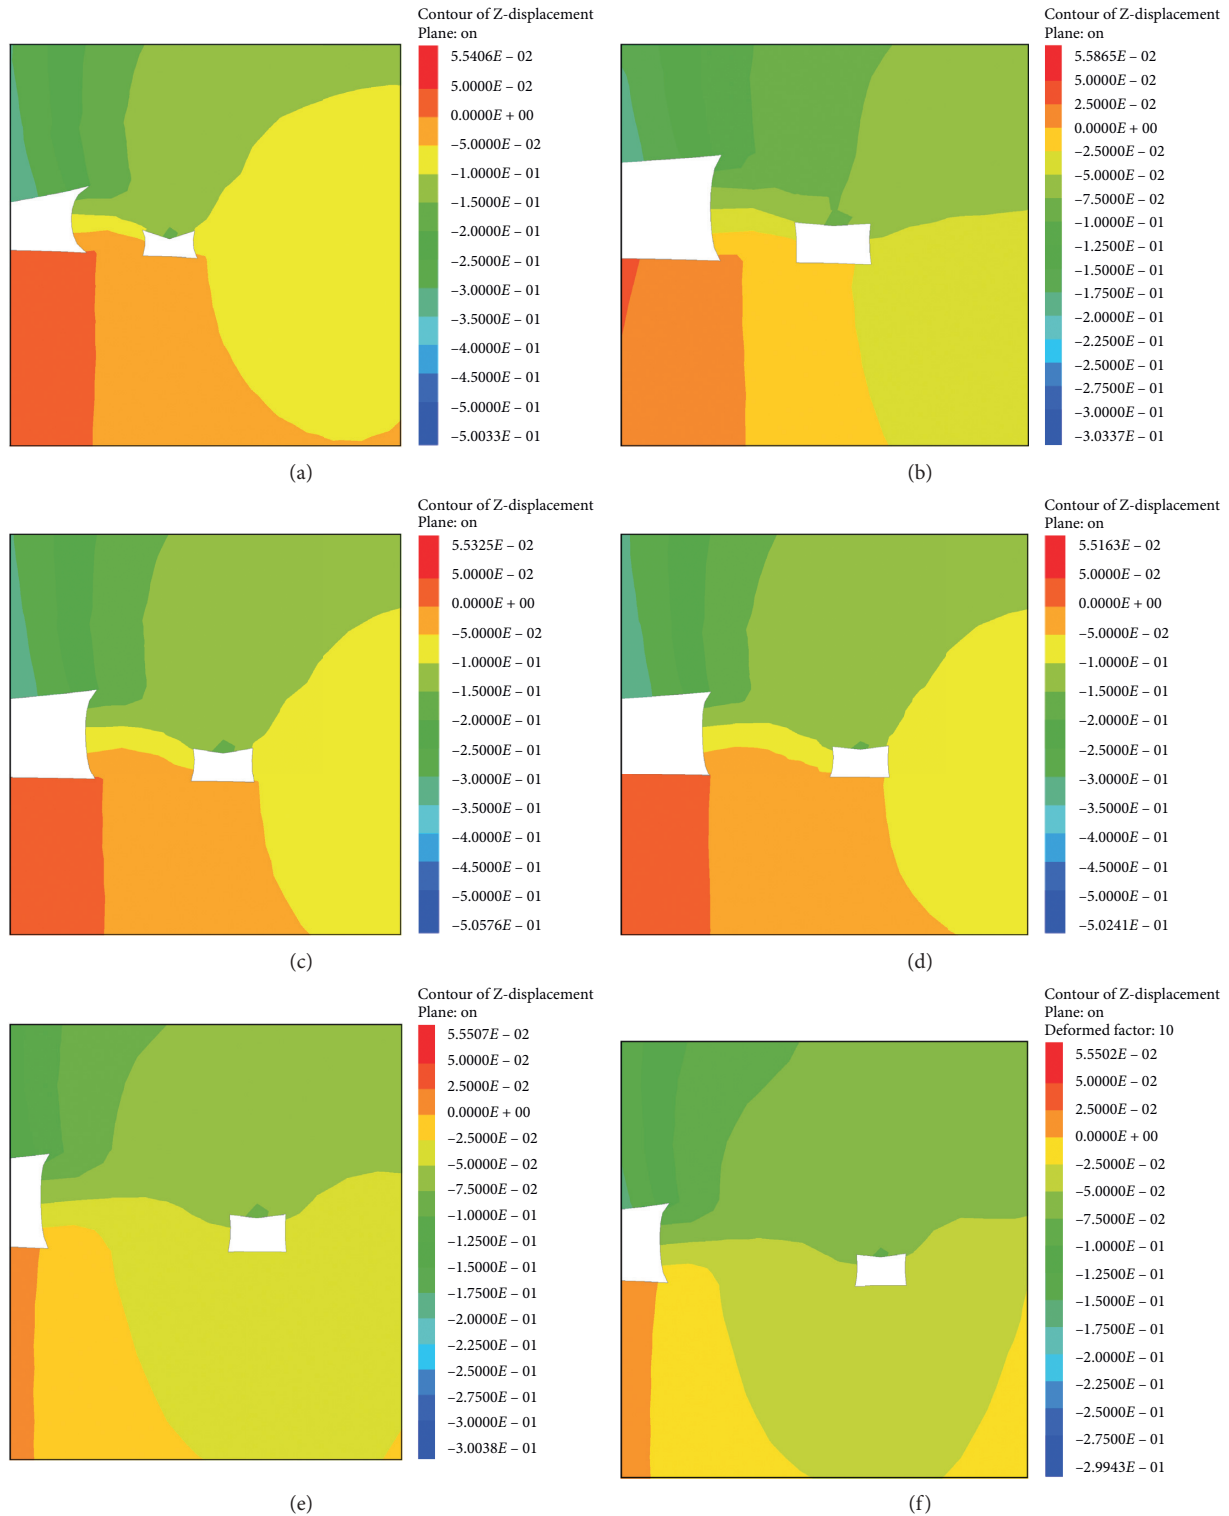 Contour of Z-displacement
Plane: on
5.5406E – 02
5.0000E – 02
0.0000E + 00
–5.0000E – 02
–1.0000E – 01
–1.5000E – 01
–2.0000E – 01
–2.5000E – 01
–3.0000E – 01
–3.5000E – 01
–4.0000E – 01
–4.5000E – 01
–5.0000E – 01
–5.0033E – 01
(a)
Contour of Z-displacement
Plane: on
5.5865E – 02
5.0000E – 02
2.5000E – 02
0.0000E + 00
–2.5000E – 02
–5.0000E – 02
–7.5000E – 02
–1.0000E – 01
–1.2500E – 01
–1.5000E – 01
–1.7500E – 01
–2.0000E – 01
–2.2500E – 01
–2.5000E – 01
–2.7500E – 01
–3.0000E – 01
–3.0337E – 01
(b)
Contour of Z-displacement
Plane: on
5.5325E – 02
5.0000E – 02
0.0000E + 00
–5.0000E – 02
–1.0000E – 01
–1.5000E – 01
–2.0000E – 01
–2.5000E – 01
–3.0000E – 01
–3.5000E – 01
–4.0000E – 01
–4.5000E – 01
–5.0000E – 01
–5.0576E – 01
(c)
Contour of Z-displacement
Plane: on
5.5163E – 02
5.0000E – 02
0.0000E + 00
–5.0000E – 02
–1.0000E – 01
–1.5000E – 01
–2.0000E – 01
–2.5000E – 01
–3.0000E – 01
–3.5000E – 01
–4.0000E – 01
–4.5000E – 01
–5.0000E – 01
–5.0241E – 01
(d)
Contour of Z-displacement
Plane: on
5.5507E – 02
5.0000E – 02
2.5000E – 02
0.0000E + 00
–2.5000E – 02
–5.0000E – 02
–7.5000E – 02
–1.0000E – 01
–1.2500E – 01
–1.5000E – 01
–1.7500E – 01
–2.0000E – 01
–2.2500E – 01
–2.5000E – 01
–2.7500E – 01
–3.0000E – 01
–3.0038E – 01
(e)
Contour of Z-displacement
Plane: on
Deformed factor: 10
5.5502E – 02
5.0000E – 02
2.5000E – 02
0.0000E + 00
–2.5000E – 02
–5.0000E – 02
–7.5000E – 02
–1.0000E – 01
–1.2500E – 01
–1.5000E – 01
–1.7500E – 01
–2.0000E – 01
–2.2500E – 01
–2.5000E – 01
–2.7500E – 01
–2.9943E – 01
(f)